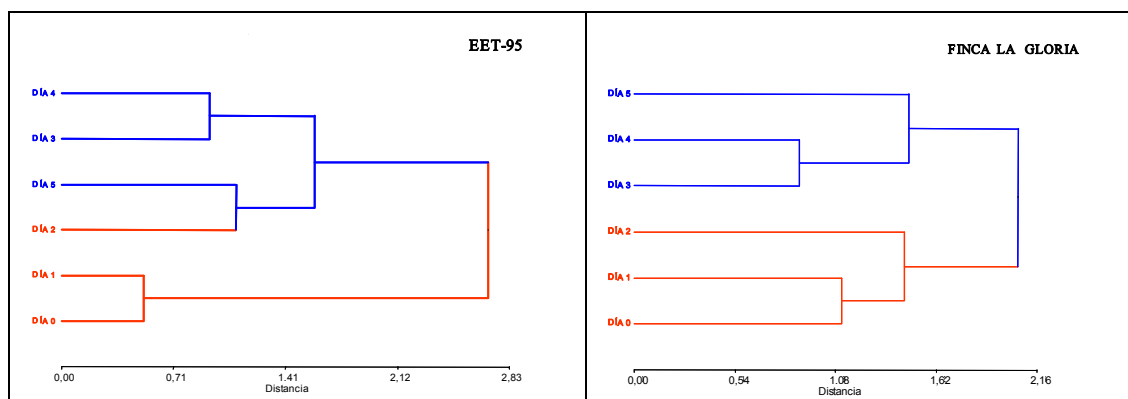 EET-95
DÍA 4
DÍA 3
DÍA 5
DÍA 2
DÍA 1
DÍA 0
0,00 0,71 1.41 2,12 2,83
Distancia
FINCA LA GLORIA
DÍA 5
DÍA 4
DÍA 3
DÍA 2
DÍA 1
DÍA 0
0,00 0,54 1.08 1,62 2,16
Distancia